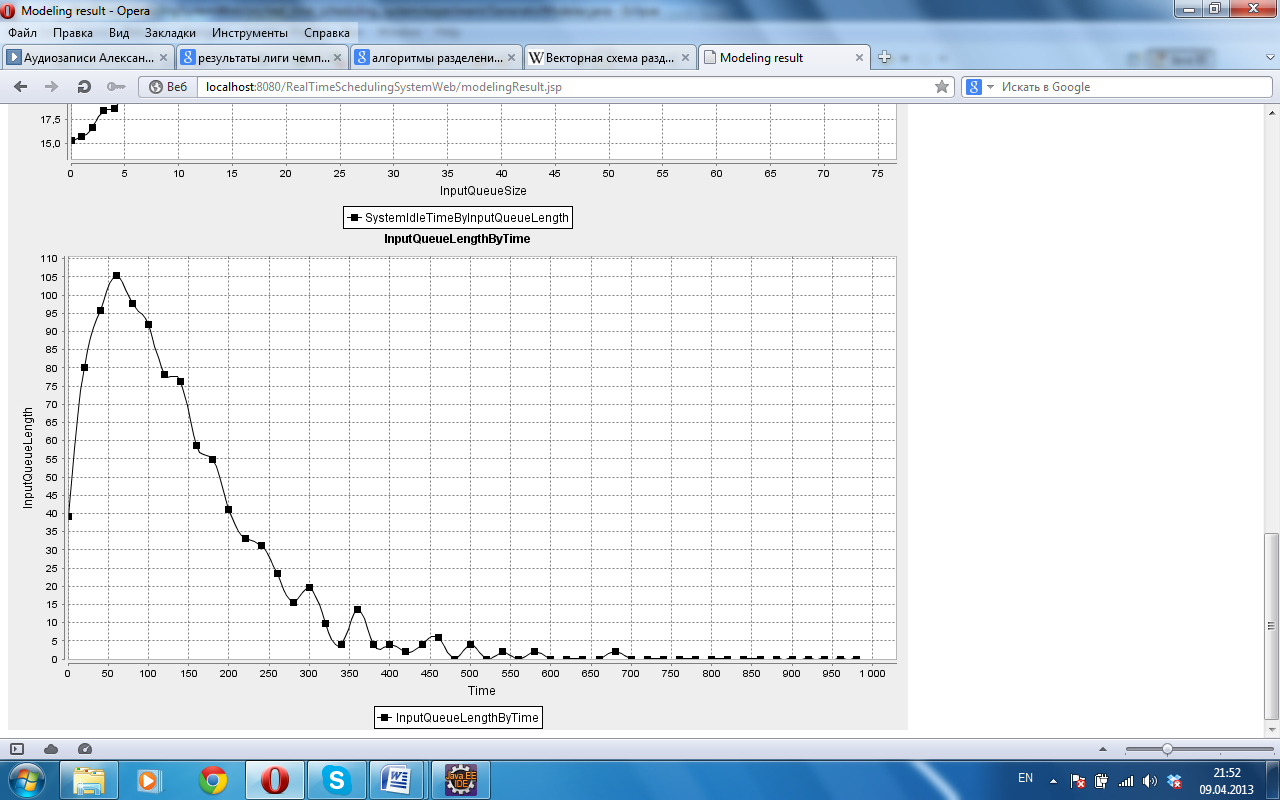 Modeling result - Opera
Файл Правка Вид Закладки Инструменты Справка
Аудиозаписи Алексан... результаты лиги чемп... алгоритмы разделени... Векторная схема разд... Modeling result
Веб localhost:8080/RealTimeSchedulingSystemWeb/modelingResult.jsp Искать в Google
17,5
15,0
0 5 10 15 20 25 30 35 40 45 50 55 60 65 70 75
InputQueueSize
SystemIdleTimeByInputQueueLength
InputQueueLengthByTime
110
105
100
95
90
85
80
75
70
65
60
55
50
45
40
35
30
25
20
15
10
5
0
InputQueueLength
0 50 100 150 200 250 300 350 400 450 500 550 600 650 700 750 800 850 900 950 1 000
Time
InputQueueLengthByTime
Java EE
IDE
EN
21:52
09.04.2013